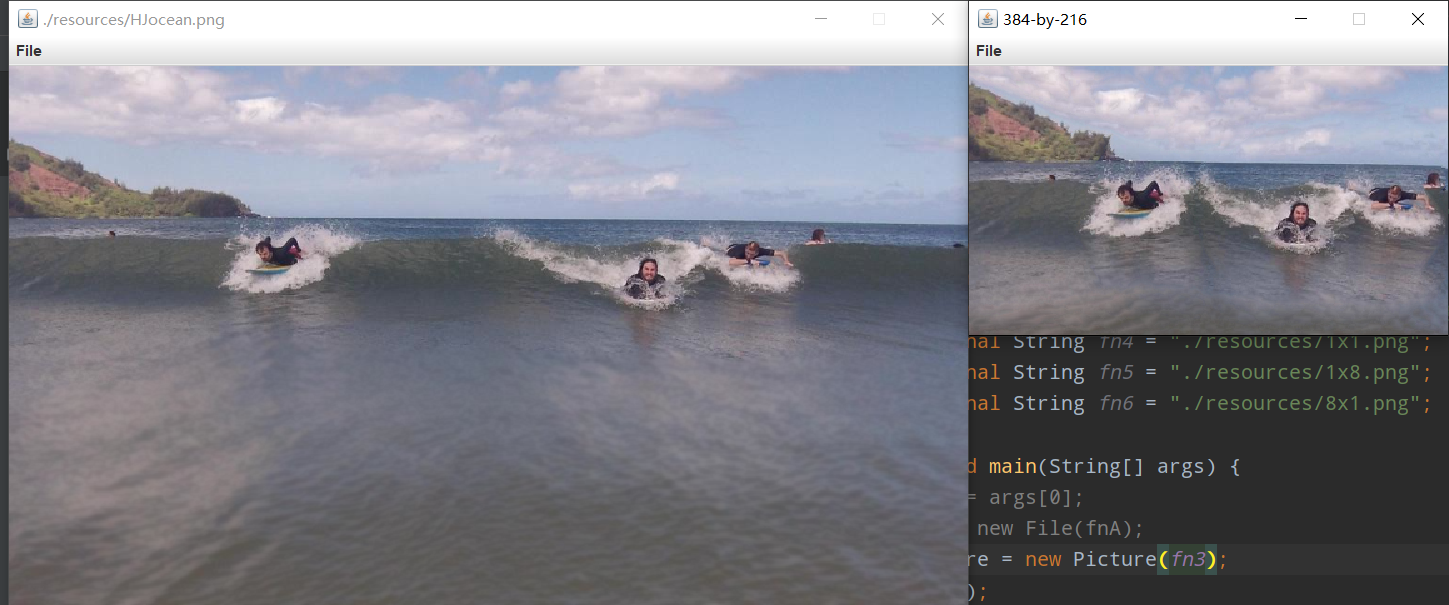 ./resources/HJocean.png
File
384-by-216
File
nal String fn4 = "./resources/1x1.png";
nal String fn5 = "./resources/1x8.png";
nal String fn6 = "./resources/8x1.png";
d main(String[] args) {
= args[0];
new File(fnA);
re = new Picture(fn3);
);